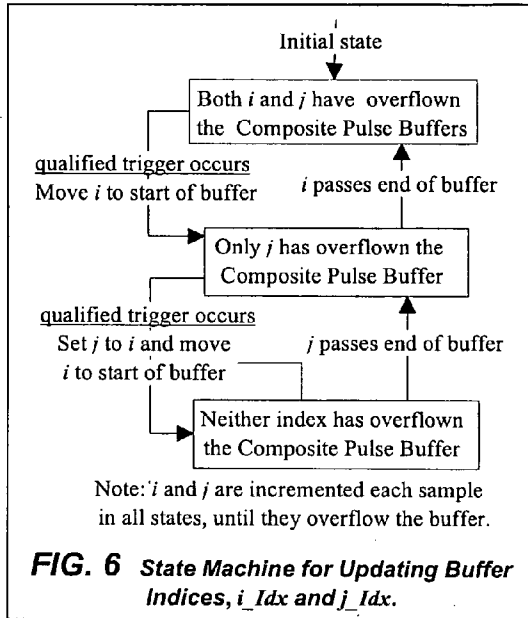 Initial state
Both i and j have overflown
the Composite Pulse Buffers
qualified trigger occurs
Move i to start of buffer
i passes end of buffer
Only j has overflown the
Composite Pulse Buffer
qualified trigger occurs
Set j to i and move
i to start of buffer
j passes end of buffer
Neither index has overflown
the Composite Pulse Buffer
Note: i and j are incremented each sample
in all states, until they overflow the buffer.
FIG. 6 State Machine for Updating Buffer
Indices, i_Idx and j_Idx.